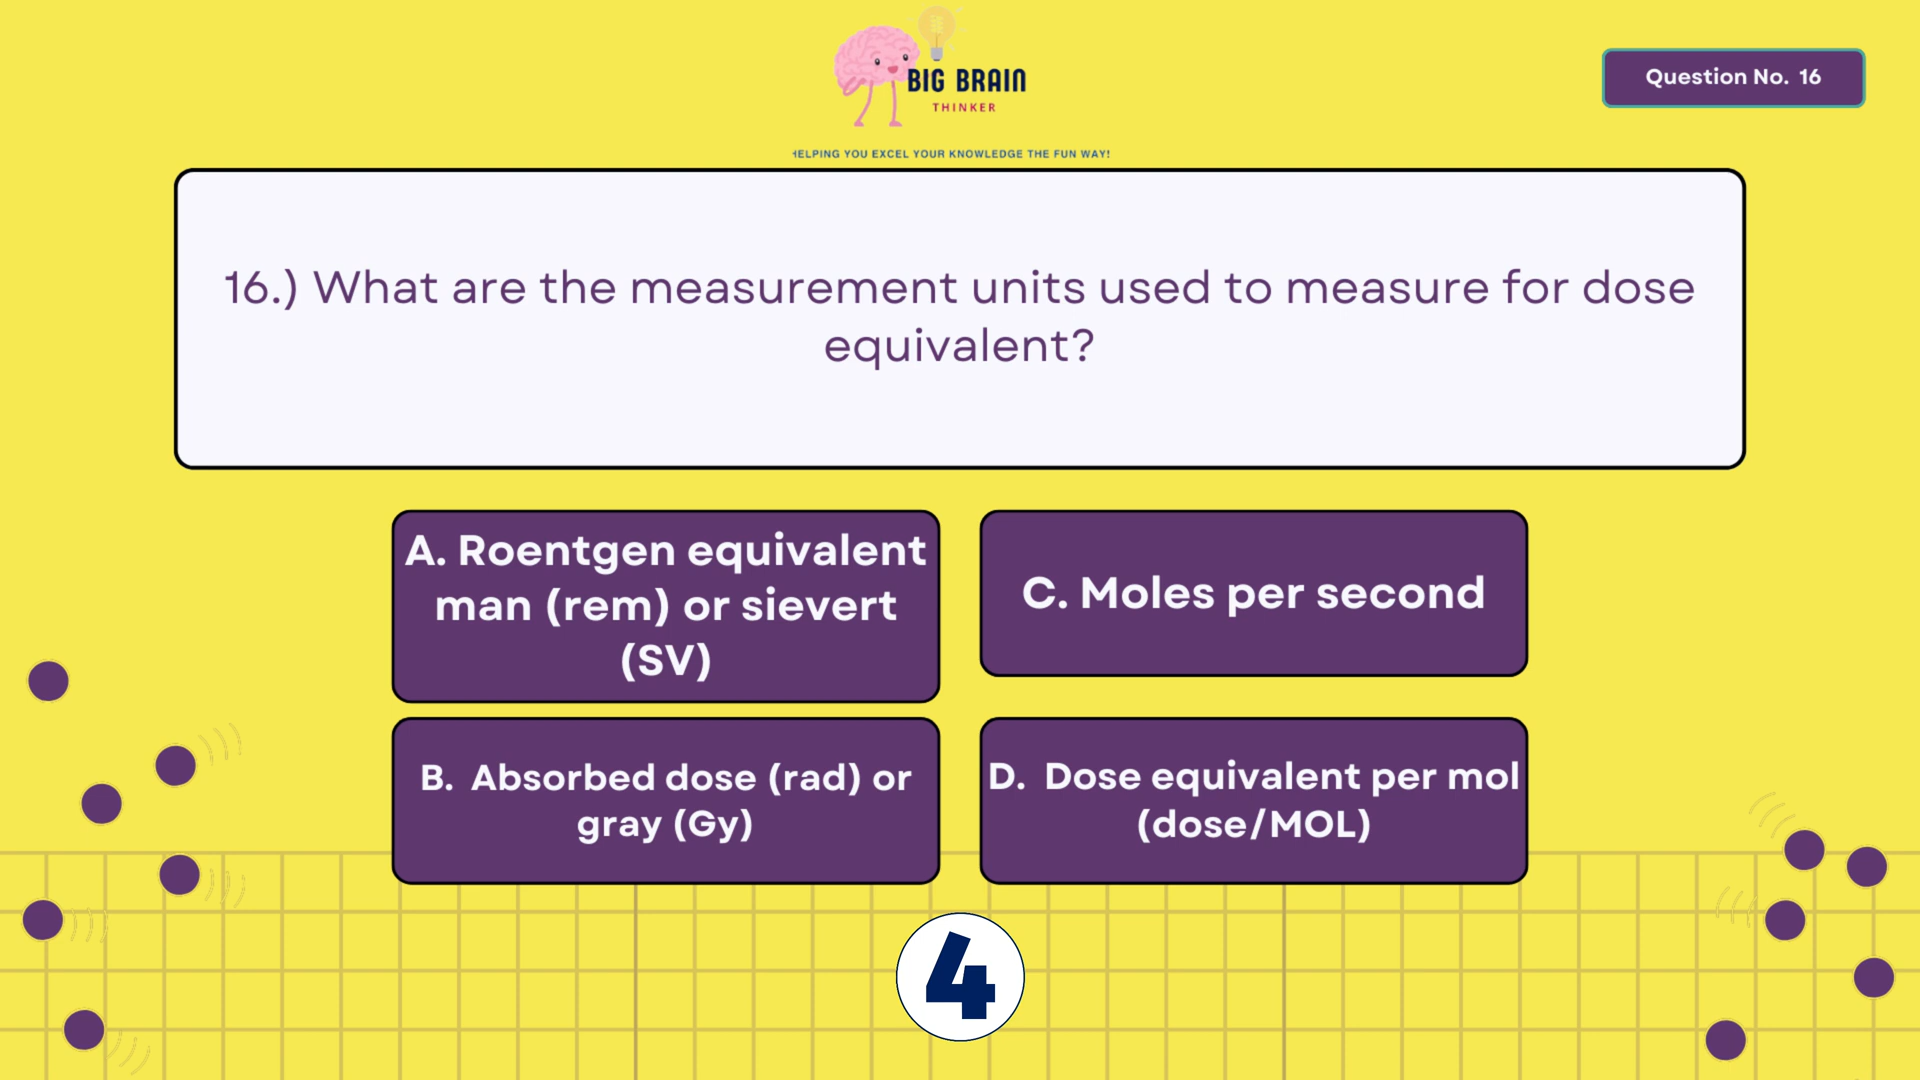 BIG BRAIN
THINKER
HELPING YOU EXCEL YOUR KNOWLEDGE THE FUN WAY!
Question No. 16
16.) What are the measurement units used to measure for dose
equivalent?
A. Roentgen equivalent
man (rem) or sievert
(SV)
C. Moles per second
B. Absorbed dose (rad) or
gray (Gy)
D. Dose equivalent per mol
(dose/MOL)
4